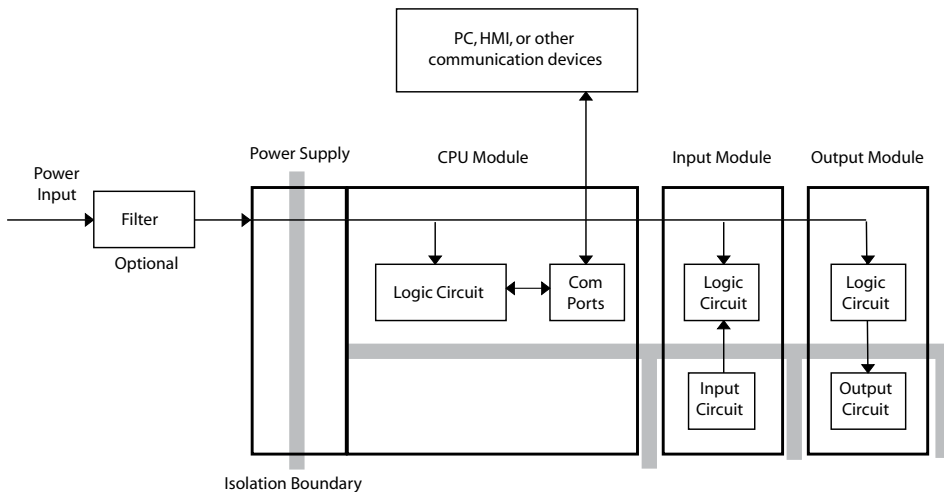 PC, HMI, or other
communication devices
Power Supply
CPU Module
Input Module
Output Module
Power
Input
Filter
Optional
Logic Circuit
Com
Ports
Logic
Circuit
Logic
Circuit
Input
Circuit
Output
Circuit
Isolation Boundary